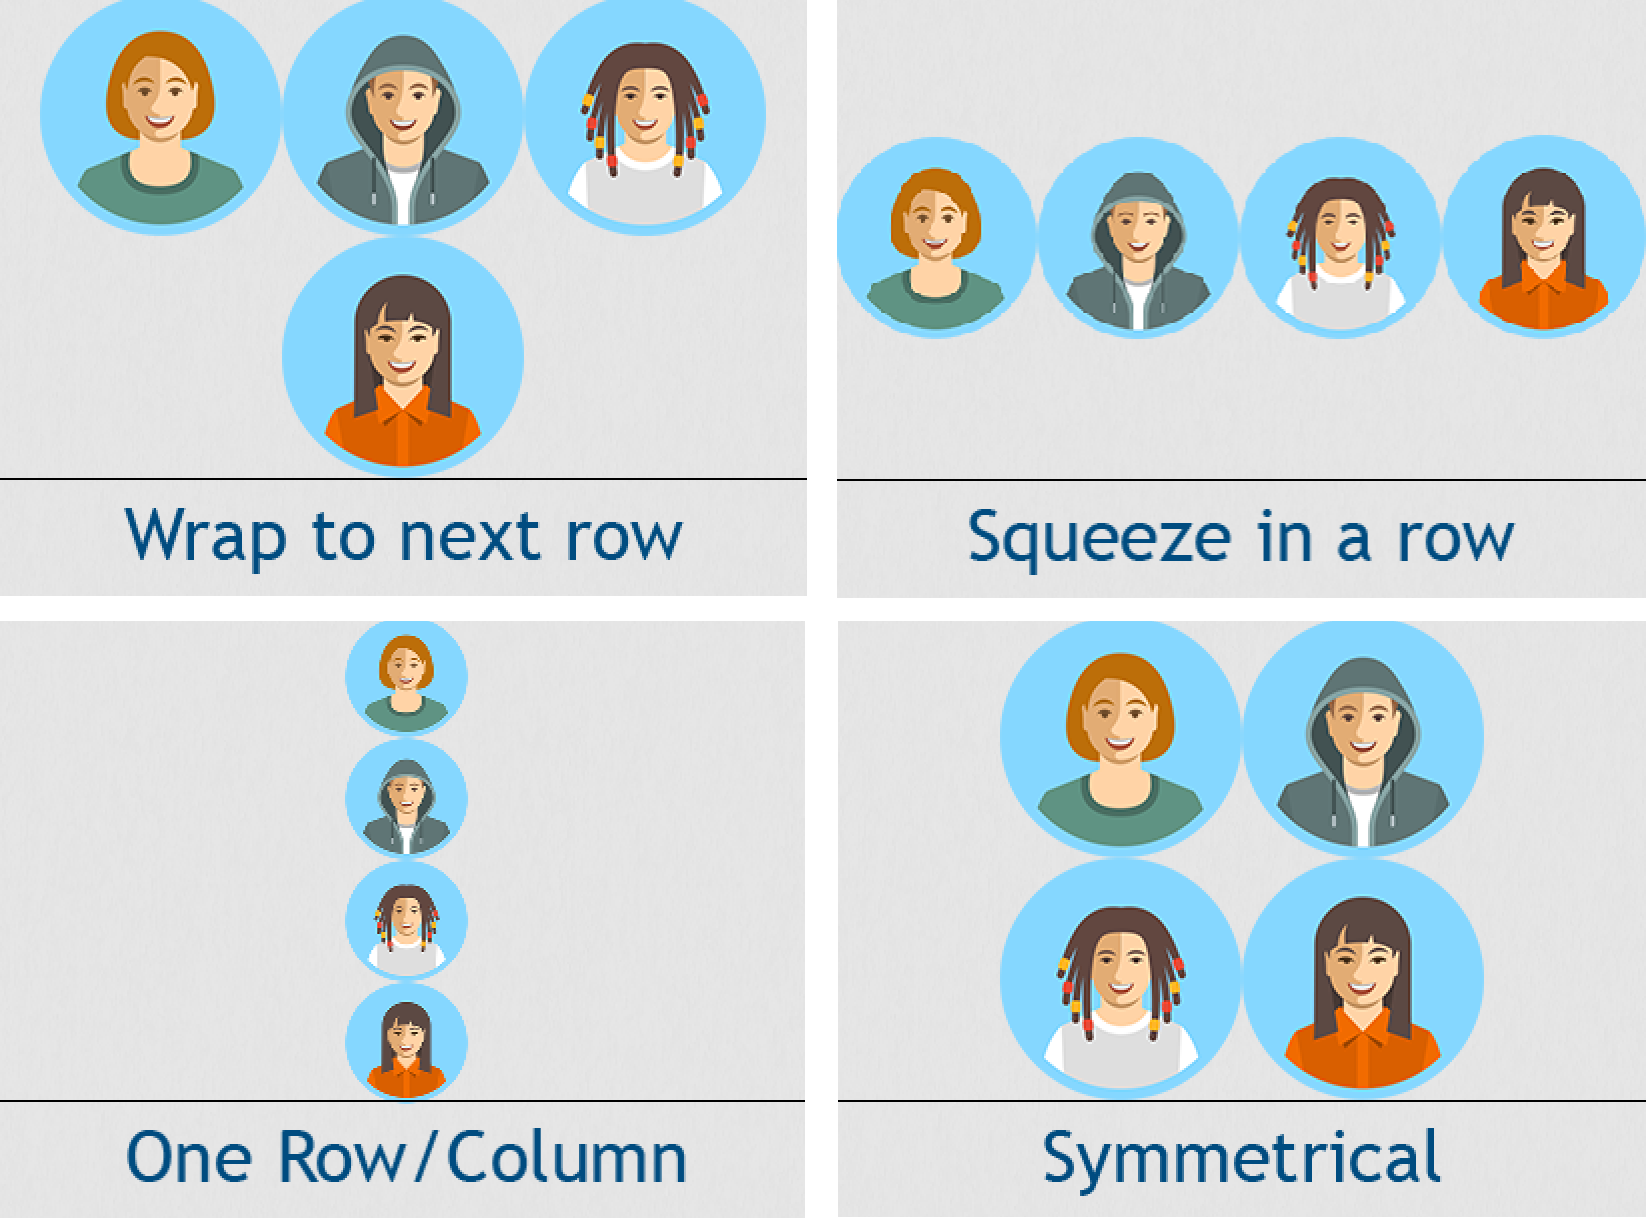 Wrap to next row
Squeeze in a row
One Row/Column
Symmetrical